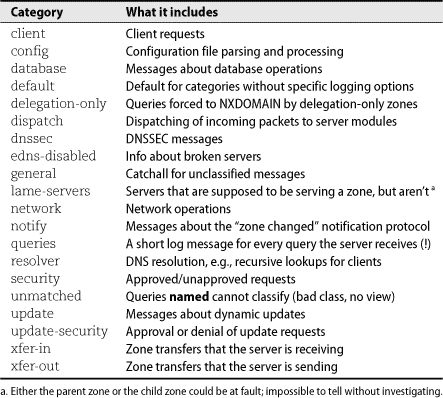 Category What it includes
client Client requests
config Configuration file parsing and processing
database Messages about database operations
default Default for categories without specific logging options
delegation-only Queries forced to NXDOMAIN by delegation-only zones
dispatch Dispatching of incoming packets to server modules
dnssec DNSSEC messages
edns-disabled Info about broken servers
general Catchall for unclassified messages
lame-servers Servers that are supposed to be serving a zone, but aren't a
network Network operations
notify Messages about the “zone changed” notification protocol
queries A short log message for every query the server receives (!)
resolver DNS resolution, e.g., recursive lookups for clients
security Approved/unapproved requests
unmatched Queries named cannot classify (bad class, no view)
update Messages about dynamic updates
update-security Approval or denial of update requests
xfer-in Zone transfers that the server is receiving
xfer-out Zone transfers that the server is sending
a. Either the parent zone or the child zone could be at fault; impossible to tell without investigating.